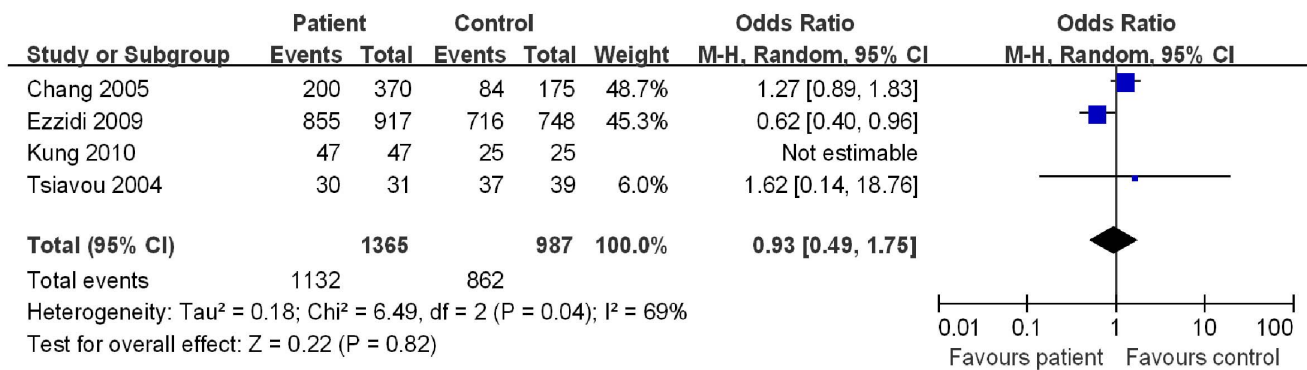 Patient Control Odds Ratio Odds Ratio
Study or Subgroup Events Total Events Total Weight M-H, Random, 95% CI M-H, Random, 95% CI
Chang 2005 200 370 84 175 48.7% 1.27 [0.89, 1.83]
Ezzidi 2009 855 917 716 748 45.3% 0.62 [0.40, 0.96]
Kung 2010 47 47 25 25 Not estimable
Tsiavou 2004 30 31 37 39 6.0% 1.62 [0.14, 18.76]
Total (95% CI) 1365 987 100.0% 0.93 [0.49, 1.75]
Total events 1132 862
Heterogeneity: Tau² = 0.18; Chi² = 6.49, df = 2 (P = 0.04); I² = 69%
Test for overall effect: Z = 0.22 (P = 0.82)
0.01 0.1 1 10 100
Favours patient Favours control